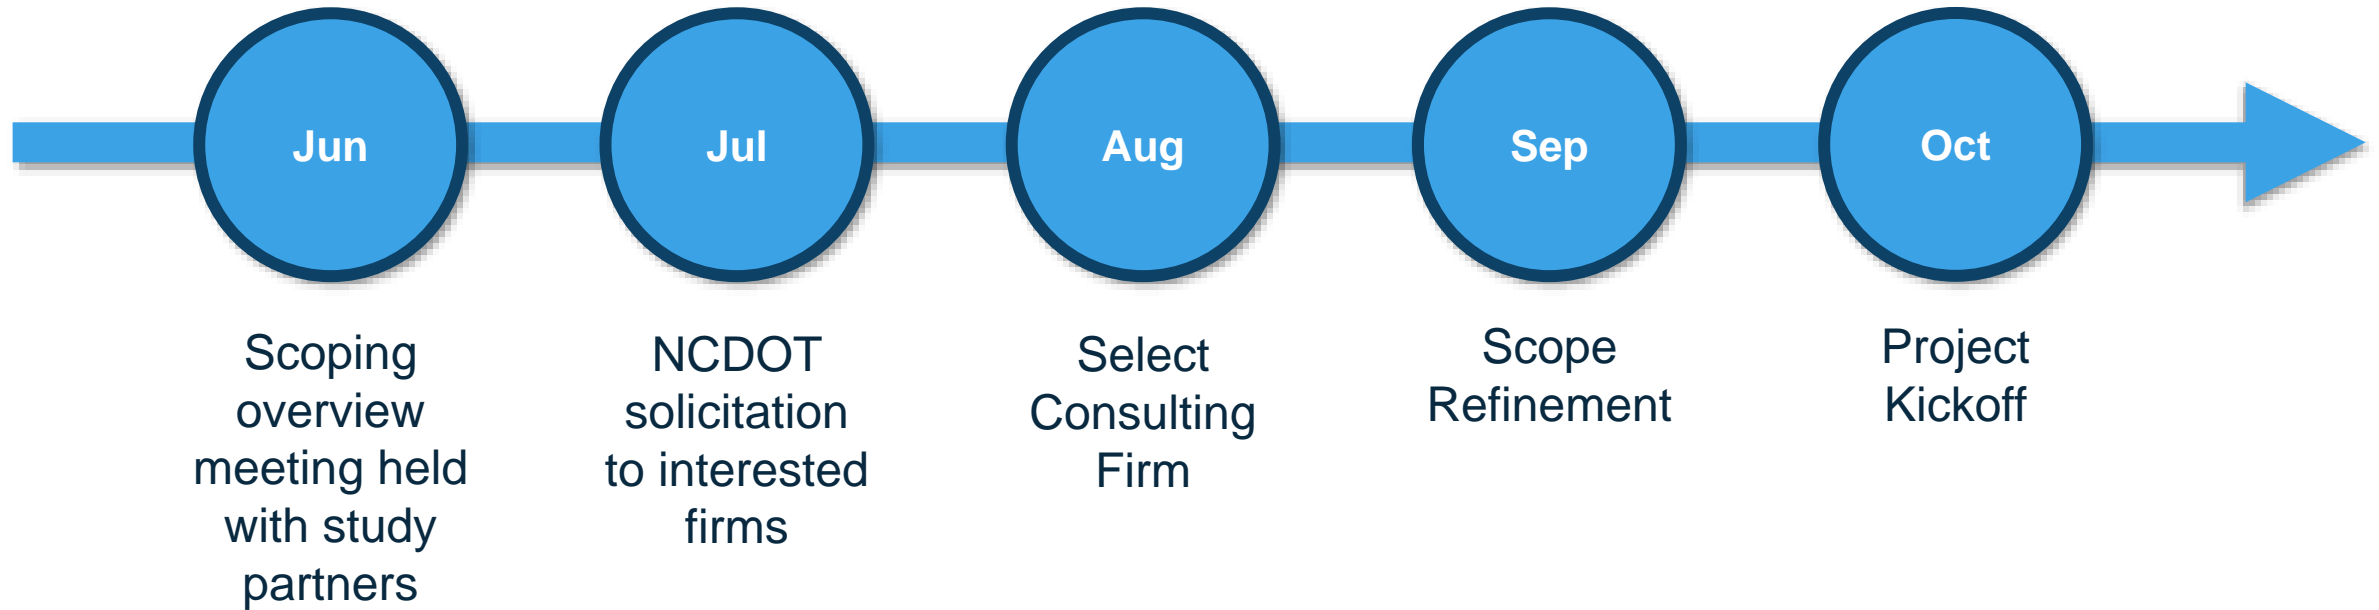 Jun
Jul
Aug
Sep
Oct
Scoping
overview
meeting held
with study
partners
NCDOT
solicitation
to interested
firms
Select
Consulting
Firm
Scope
Refinement
Project
Kickoff